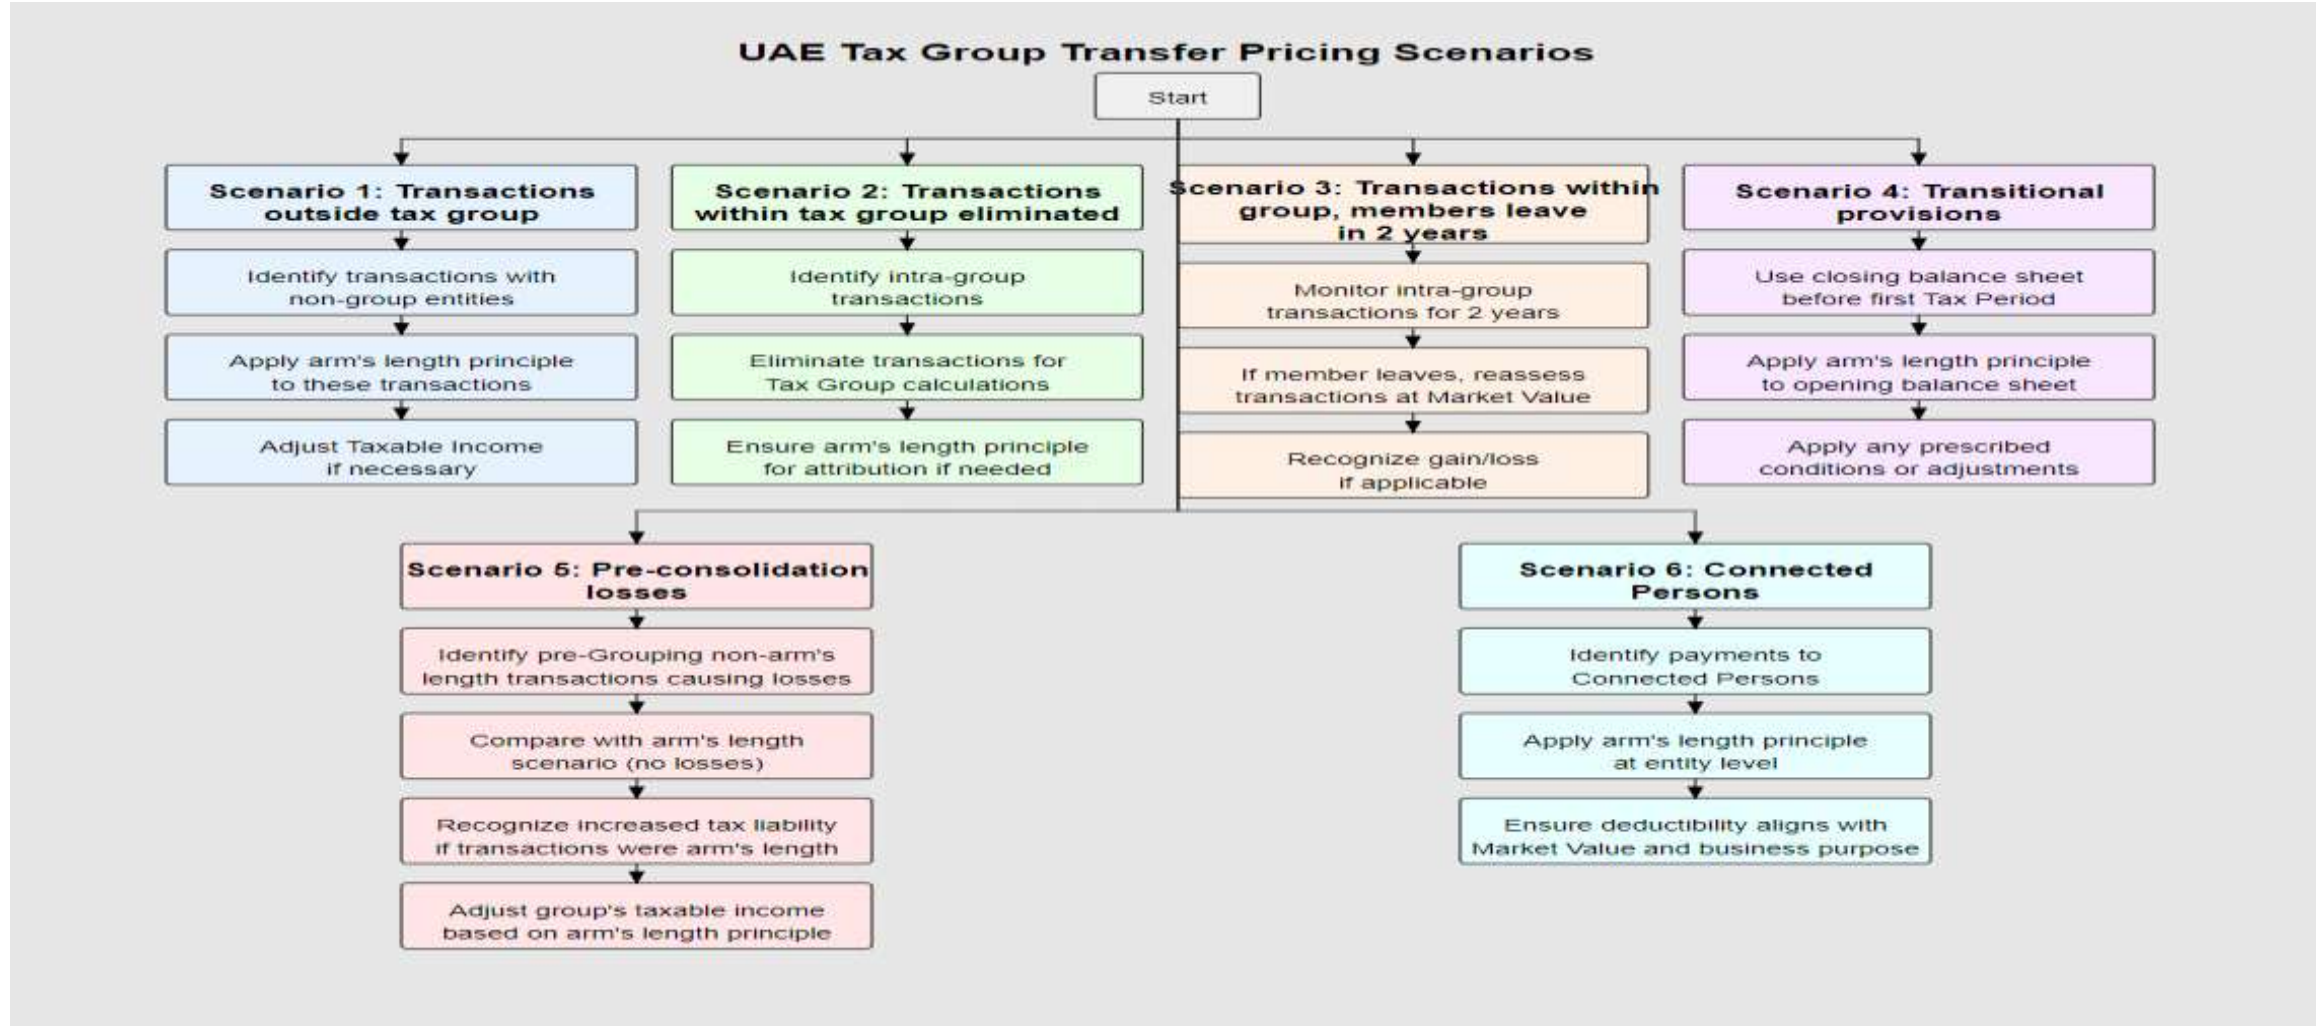 UAE Tax Group Transfer Pricing Scenarios
Start
Scenario 1: Transactions
outside tax group
Identify transactions with
non-group entities
Apply arm's length principle
to these transactions
Adjust Taxable Income
if necessary
Scenario 2: Transactions
within tax group eliminated
Identify intra-group
transactions
Eliminate transactions for
Tax Group calculations
Ensure arm's length principle
for attribution if needed
Scenario 3: Transactions within
group, members leave
in 2 years
Monitor intra-group
transactions for 2 years
If member leaves, reassess
transactions at Market Value
Recognize gain/loss
if applicable
Scenario 4: Transitional
provisions
Use closing balance sheet
before first Tax Period
Apply arm's length principle
to opening balance sheet
Apply any prescribed
conditions or adjustments
Scenario 5: Pre-consolidation
losses
Identify pre-Grouping non-arm's
length transactions causing losses
Compare with arm's length
scenario (no losses)
Recognize increased tax liability
if transactions were arm's length
Adjust group's taxable income
based on arm's length principle
Scenario 6: Connected
Persons
Identify payments to
Connected Persons
Apply arm's length principle
at entity level
Ensure deductibility aligns with
Market Value and business purpose